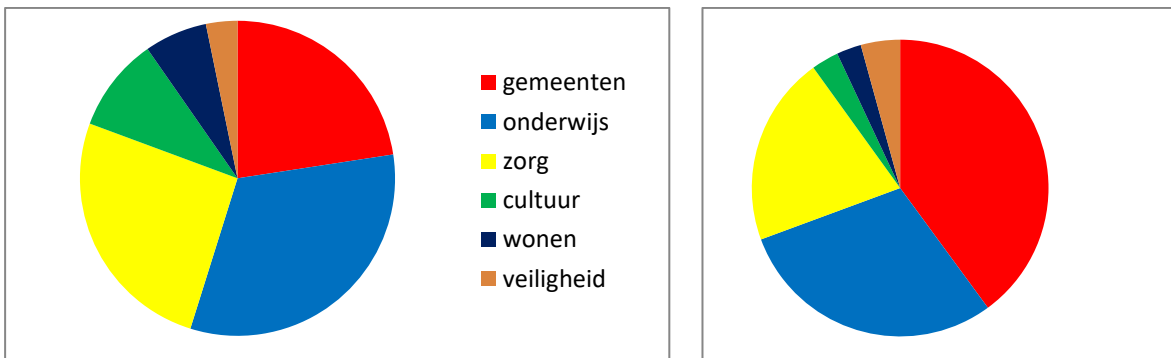 gemeenten
onderwijs
zorg
cultuur
wonen
veiligheid